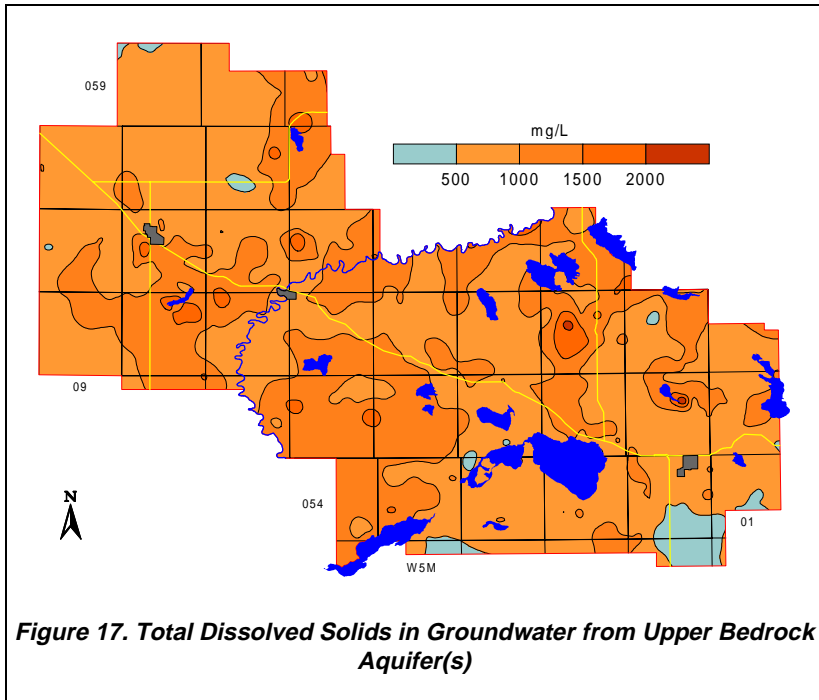 059
mg/L
500 1000 1500 2000
09
N
054
01
W5M
Figure 17. Total Dissolved Solids in Groundwater from Upper Bedrock
Aquifer(s)